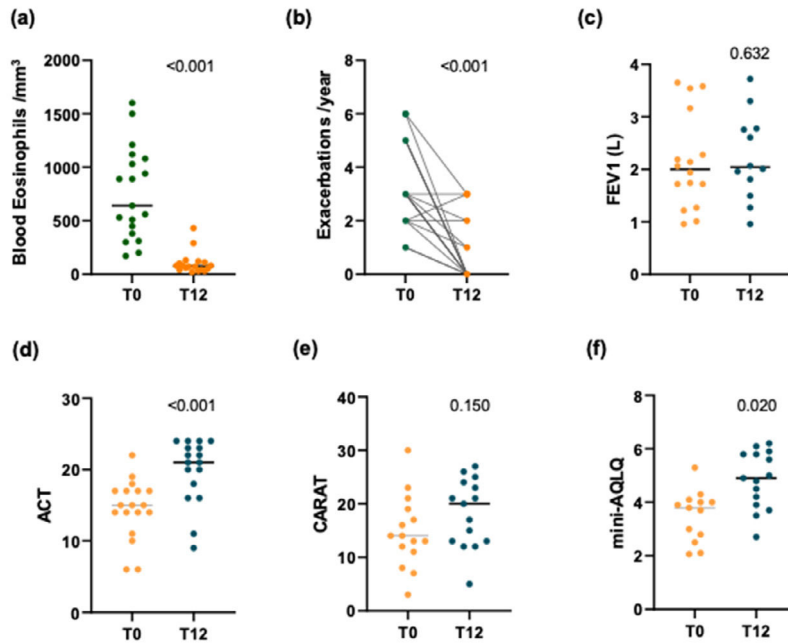 (a)
<0.001
Blood Eosinophils /mm³
2000
1500
1000
500
0
T0 T12
(b)
<0.001
Exacerbations /year
8
6
4
2
0
T0 T12
(c)
0.632
FEV1 (L)
4
3
2
1
0
T0 T12
(d)
<0.001
ACT
30
20
10
0
T0 T12
(e)
0.150
CARAT
40
30
20
10
0
T0 T12
(f)
0.020
mini-AQLQ
8
6
4
2
0
T0 T12